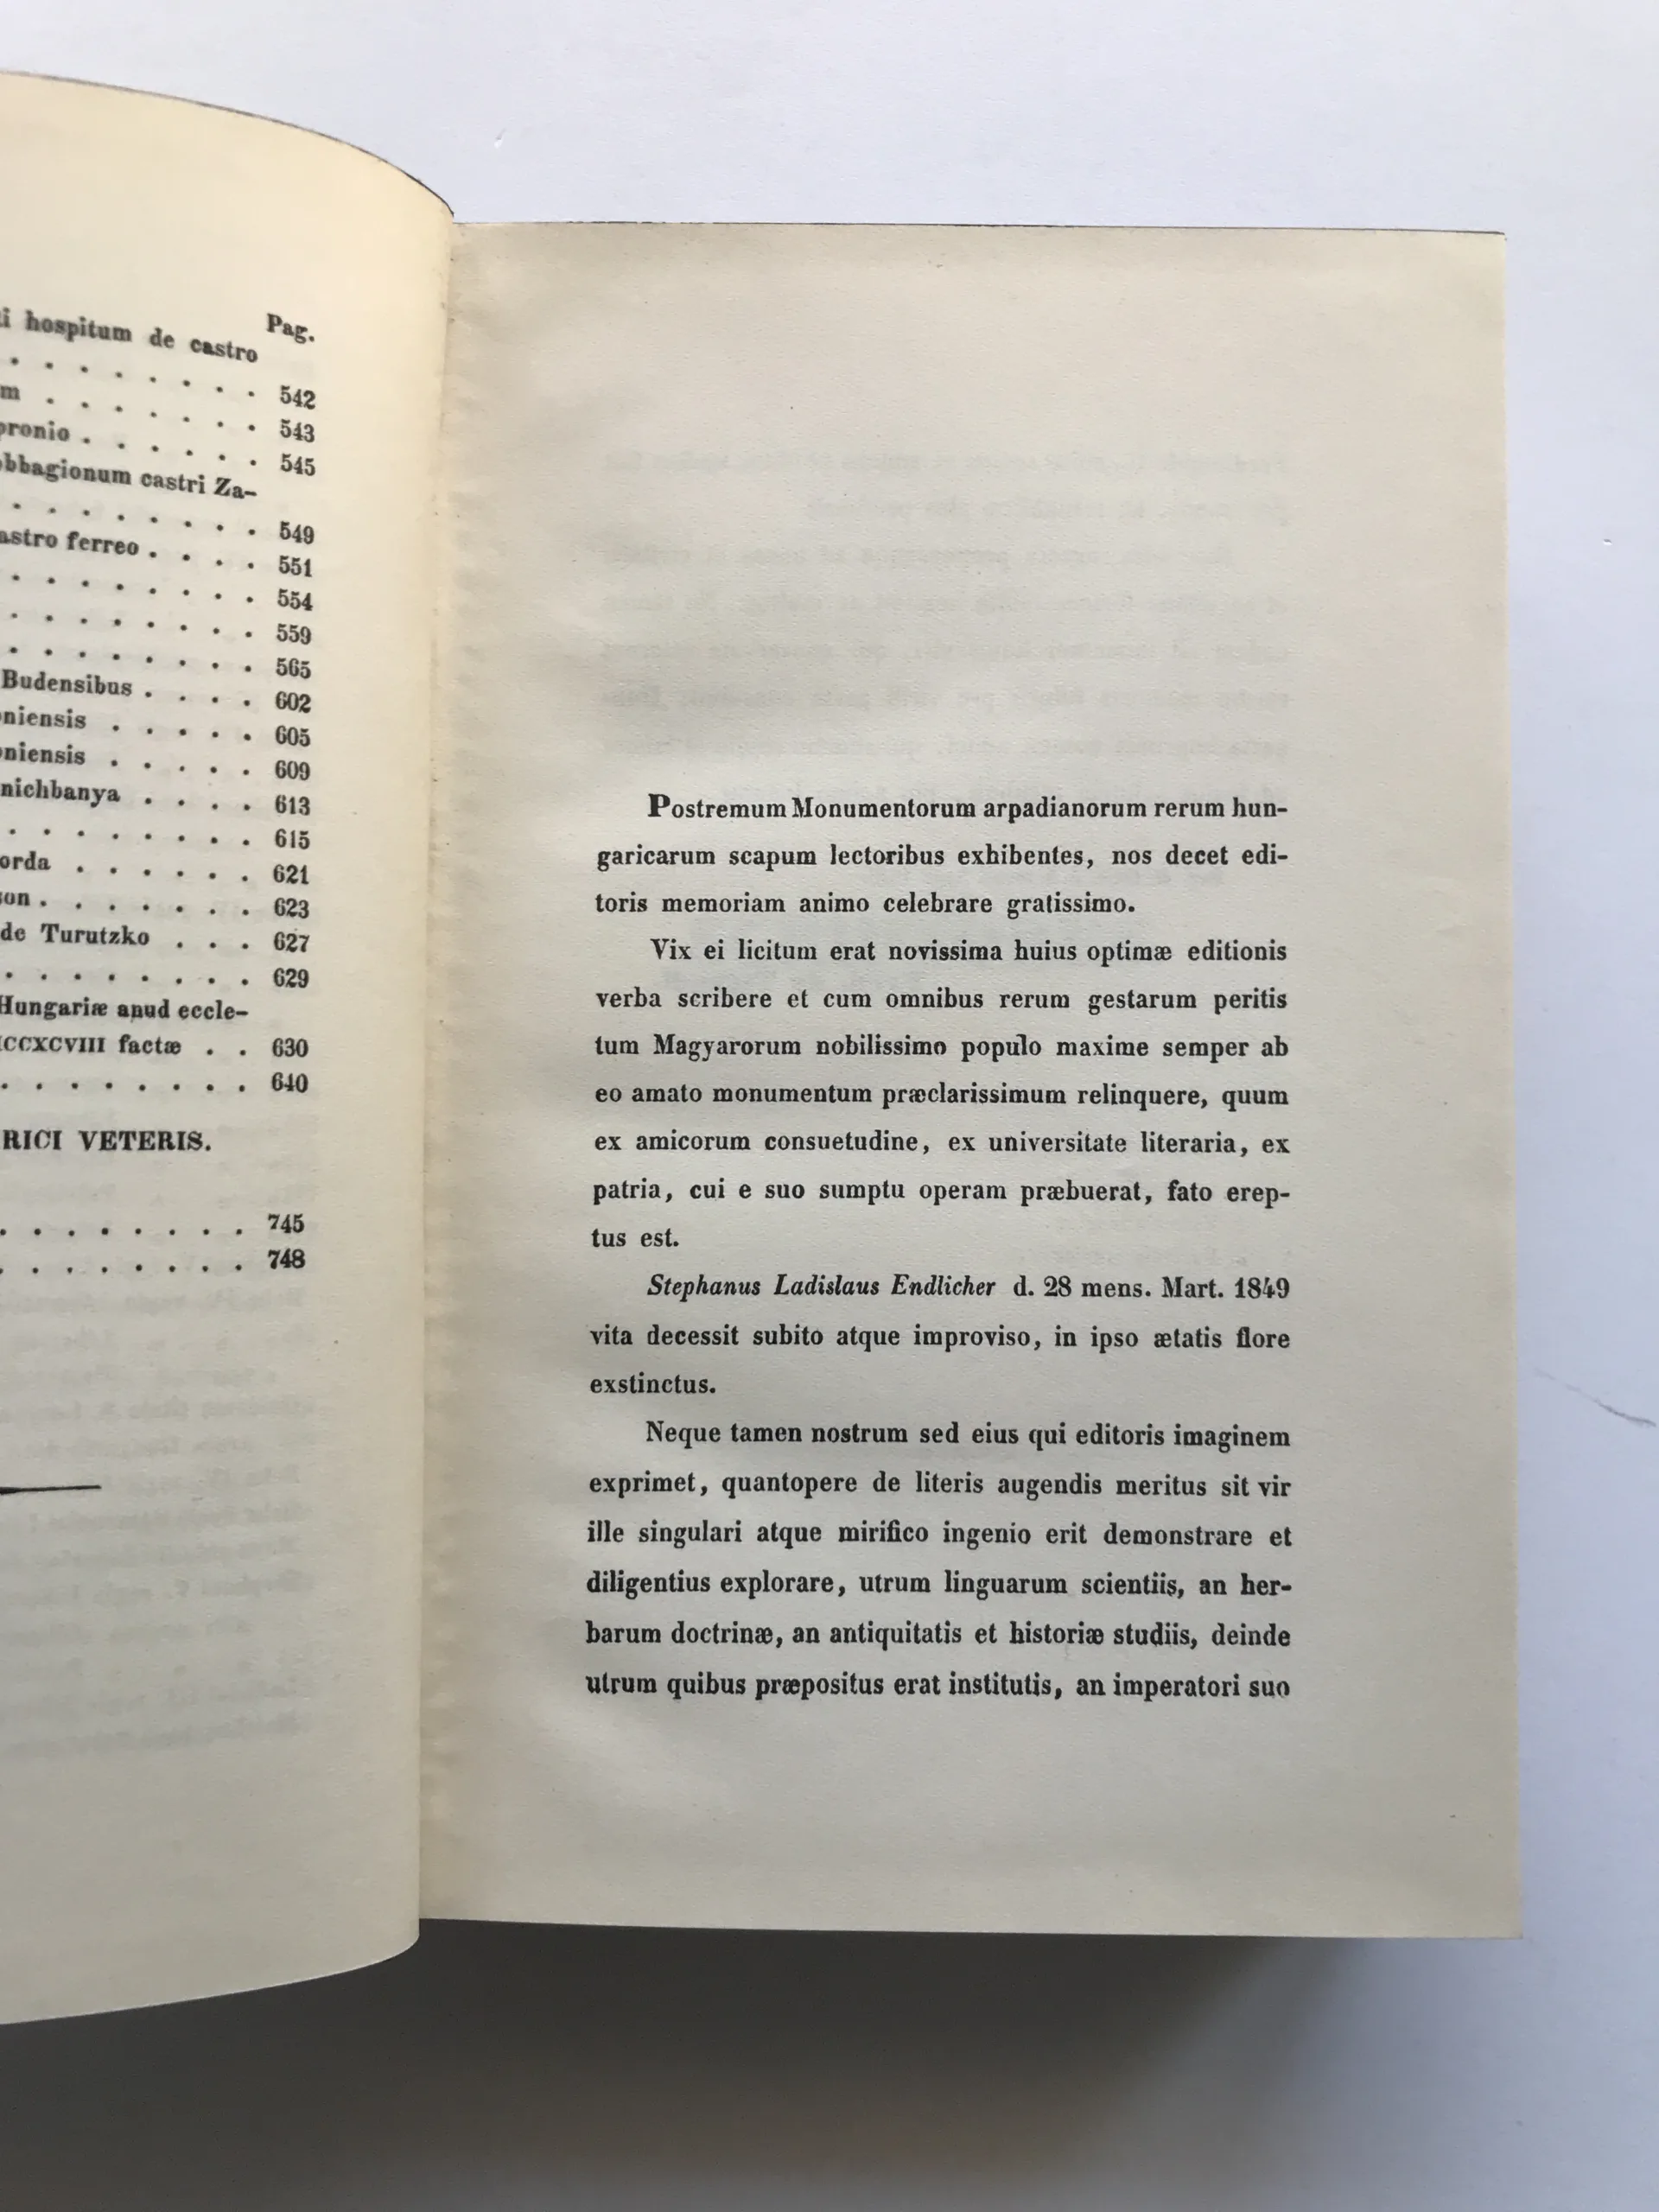 Pag.
i hospitum de castro
. . . . . . . . 542
m . . . . . . . 543
pronio . . . . . . 545
obbagionum castri Za-
. . . . . . . . 549
astro ferreo . . . . 551
. . . . . . . . 554
. . . . . . . . 559
. . . . . . . . 565
Budensibus . . . . 602
niensis . . . . . 605
niensis . . . . . 609
nichbanya . . . . 613
. . . . . . . . 615
orda . . . . . . 621
on . . . . . . . 623
de Turutzko . . . 627
. . . . . . . . 629
Hungariæ apud eccle-
CCXCVIII factæ . . 630
. . . . . . . . 640
RICI VETERIS.
. . . . . . . . 745
. . . . . . . . 748
Postremum Monumentorum arpadianorum rerum hun-
garicarum scapum lectoribus exhibentes, nos decet edi-
toris memoriam animo celebrare gratissimo.
Vix ei licitum erat novissima huius optimæ editionis
verba scribere et cum omnibus rerum gestarum peritis
tum Magyarorum nobilissimo populo maxime semper ab
eo amato monumentum præclarissimum relinquere, quum
ex amicorum consuetudine, ex universitate literaria, ex
patria, cui e suo sumptu operam præbuerat, fato erep-
tus est.
Stephanus Ladislaus Endlicher d. 28 mens. Mart. 1849
vita decessit subito atque improviso, in ipso ætatis flore
exstinctus.
Neque tamen nostrum sed eius qui editoris imaginem
exprimet, quantopere de literis augendis meritus sit vir
ille singulari atque mirifico ingenio erit demonstrare et
diligentius explorare, utrum linguarum scientiis, an her-
barum doctrinæ, an antiquitatis et historiæ studiis, deinde
utrum quibus præpositus erat institutis, an imperatori suo